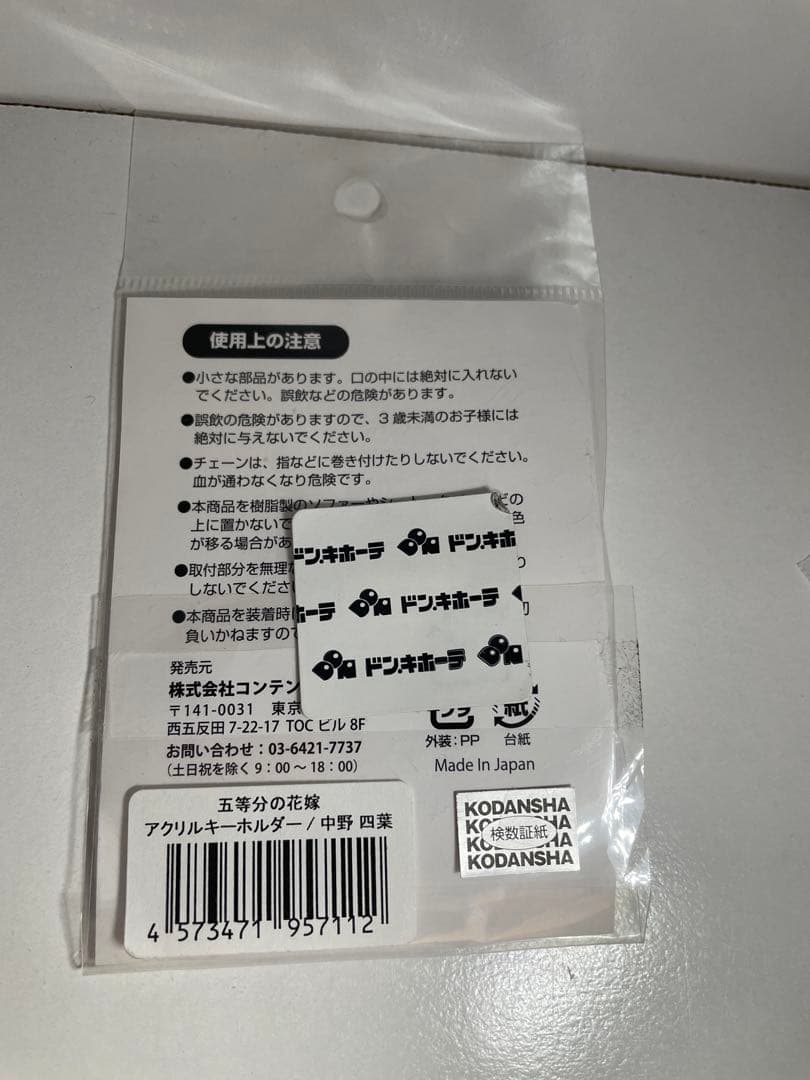 使用上の注意
●小さな部品があります。口の中には絶対に入れない
でください。誤飲などの危険があります。
●誤飲の危険がありますので、3歳未満のお子様には
絶対に与えないでください。
●チェーンは、指などに巻き付けたりしないでください。
血が通わなくなり危険です。
●本商品を樹脂製のソファーやシート
上に置かないで 色
が移る場合があ
●取付部分を無理
しないでくださ
●本商品を装着時
負いかねますので
ドン.キホーテ ドン.キホ
ホーテ ドン.キホーテ
ドン.キホーテ
発売元
株式会社コンテン
〒141-0031 東京
西五反田 7-22-17 TOC ビル 8F
お問い合わせ:03-6421-7737
(土日祝を除く 9:00 ~ 18:00)
紙
外装:PP 台紙
Made In Japan
五等分の花嫁
アクリルキーホルダー / 中野 四葉
4 573471 957112
KODANSHA
検数証紙
KODANSHA